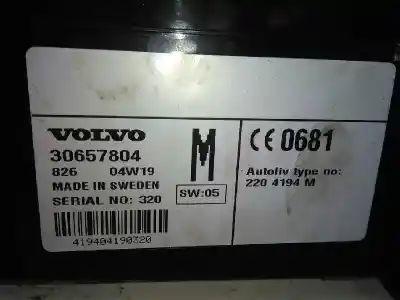 VOLVO
30657804
826 04W19
MADE IN SWEDEN
SERIAL NO: 320
419404190320
M
SW:05
CE 0681
Autoliv type no:
220 4194 M